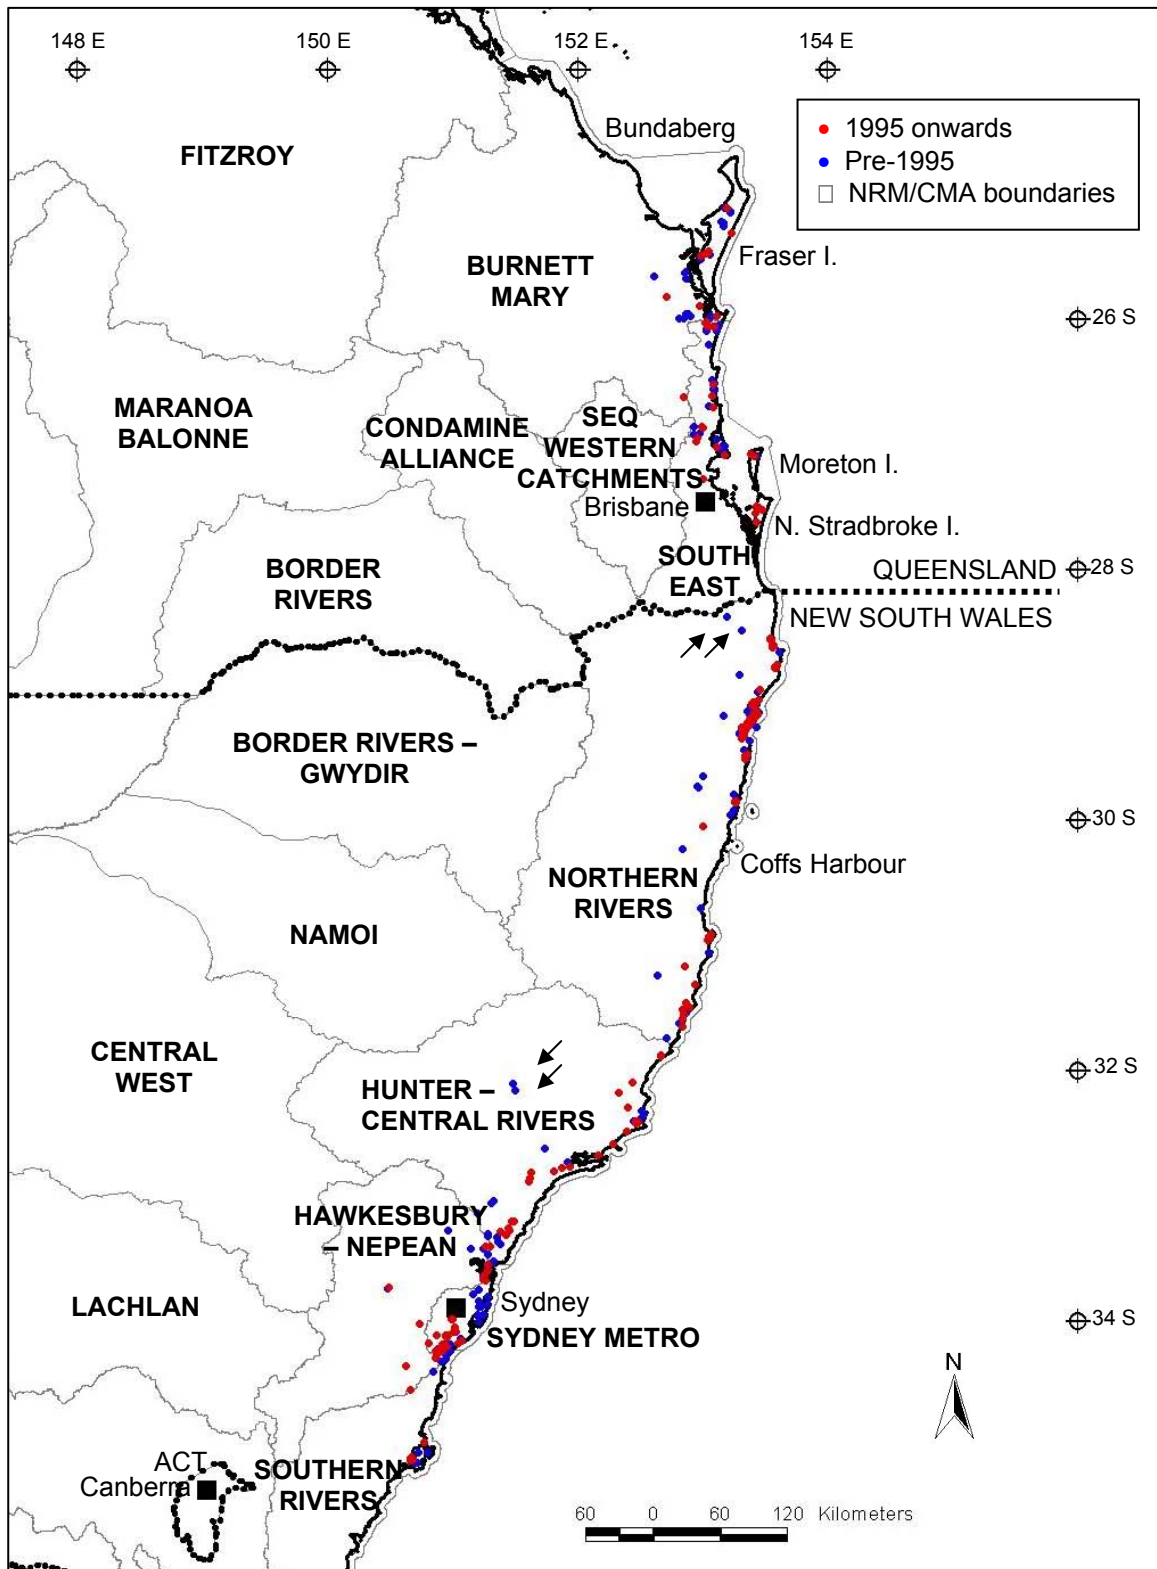 148 E
150 E
152 E
154 E
1995 onwards
Pre-1995
NRM/CMA boundaries
Bundaberg
FITZROY
Fraser I.
BURNETT
MARY
26 S
MARANOA
BALONNE
CONDAMINE
ALLIANCE
SEQ
WESTERN
CATCHMENTS
Moreton I.
Brisbane
N. Stradbroke I.
SOUTH
EAST
BORDER
RIVERS
QUEENSLAND
28 S
NEW SOUTH WALES
BORDER RIVERS –
GWYDIR
30 S
Coffs Harbour
NORTHERN
RIVERS
NAMOI
CENTRAL
WEST
32 S
HUNTER –
CENTRAL RIVERS
HAWKESBURY
– NEPEAN
LACHLAN
Sydney
SYDNEY METRO
34 S
N
ACT
Canberra
SOUTHERN
RIVERS
60 0 60 120 Kilometers